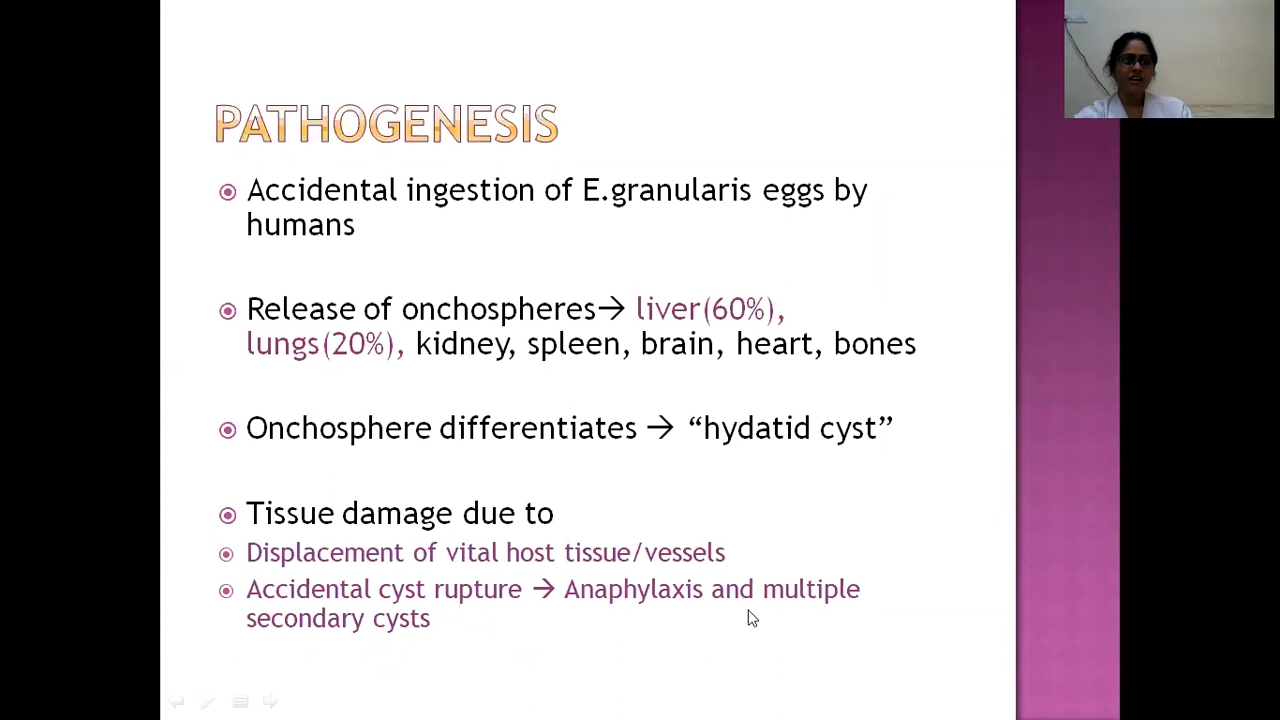 PATHOGENESIS
Accidental ingestion of E.granularis eggs by
humans
Release of onchospheres→ liver(60%),
lungs(20%), kidney, spleen, brain, heart, bones
Onchosphere differentiates → “hydatid cyst”
Tissue damage due to
Displacement of vital host tissue/vessels
Accidental cyst rupture → Anaphylaxis and multiple
secondary cysts